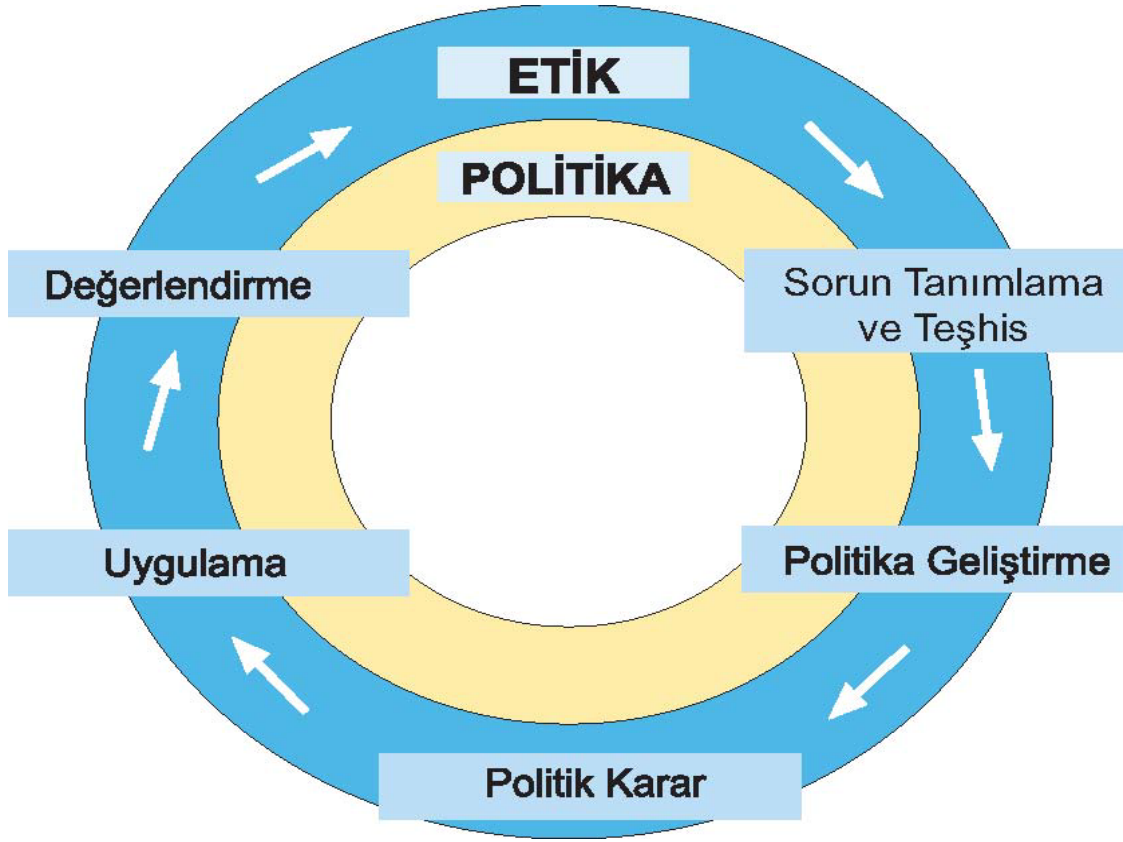 ETİK
POLİTİKA
Değerlendirme
Sorun Tanımlama
ve Teşhis
Uygulama
Politika Geliştirme
Politik Karar